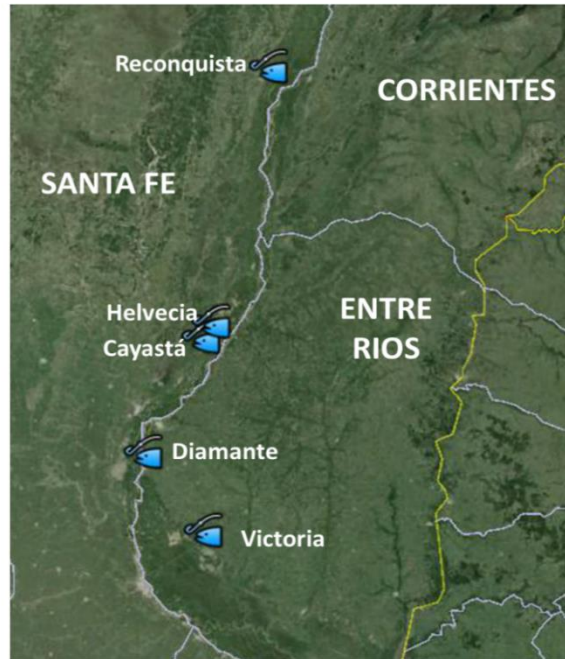 Reconquista
CORRIENTES
SANTA FE
Helvecia
ENTRE
RIOS
Cayastá
Diamante
Victoria